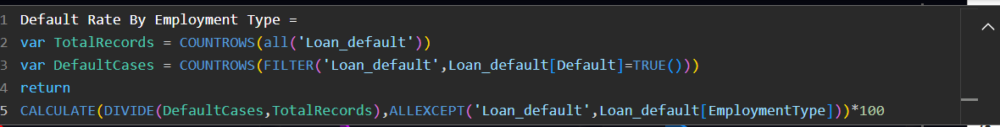 1 Default Rate By Employment Type =
2 var TotalRecords = COUNTROWS(all('Loan_default'))
3 var DefaultCases = COUNTROWS(FILTER('Loan_default',Loan_default[Default]=TRUE()))
4 return
5 CALCULATE(DIVIDE(DefaultCases,TotalRecords),ALLEXCEPT('Loan_default',Loan_default[EmploymentType]))*100